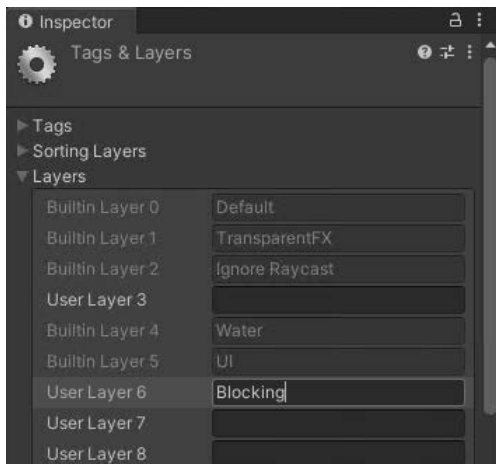 Inspector
Tags & Layers
Tags
Sorting Layers
Layers
Builtin Layer 0 Default
Builtin Layer 1 TransparentFX
Builtin Layer 2 Ignore Raycast
User Layer 3
Builtin Layer 4 Water
Builtin Layer 5 UI
User Layer 6 Blocking
User Layer 7
User Layer 8